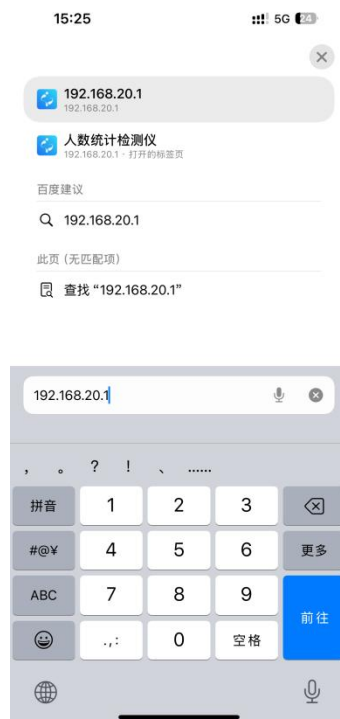 15:25
5G 24
192.168.20.1
192.168.20.1
人数统计检测仪
192.168.20.1 · 打开的标签页
百度建议
192.168.20.1
此页 (无匹配项)
查找 “192.168.20.1”
192.168.20.1
， 。 ? ! 、 ......
拼音 1 2 3
#@¥ 4 5 6 更多
ABC 7 8 9
.,: 0 空格 前往